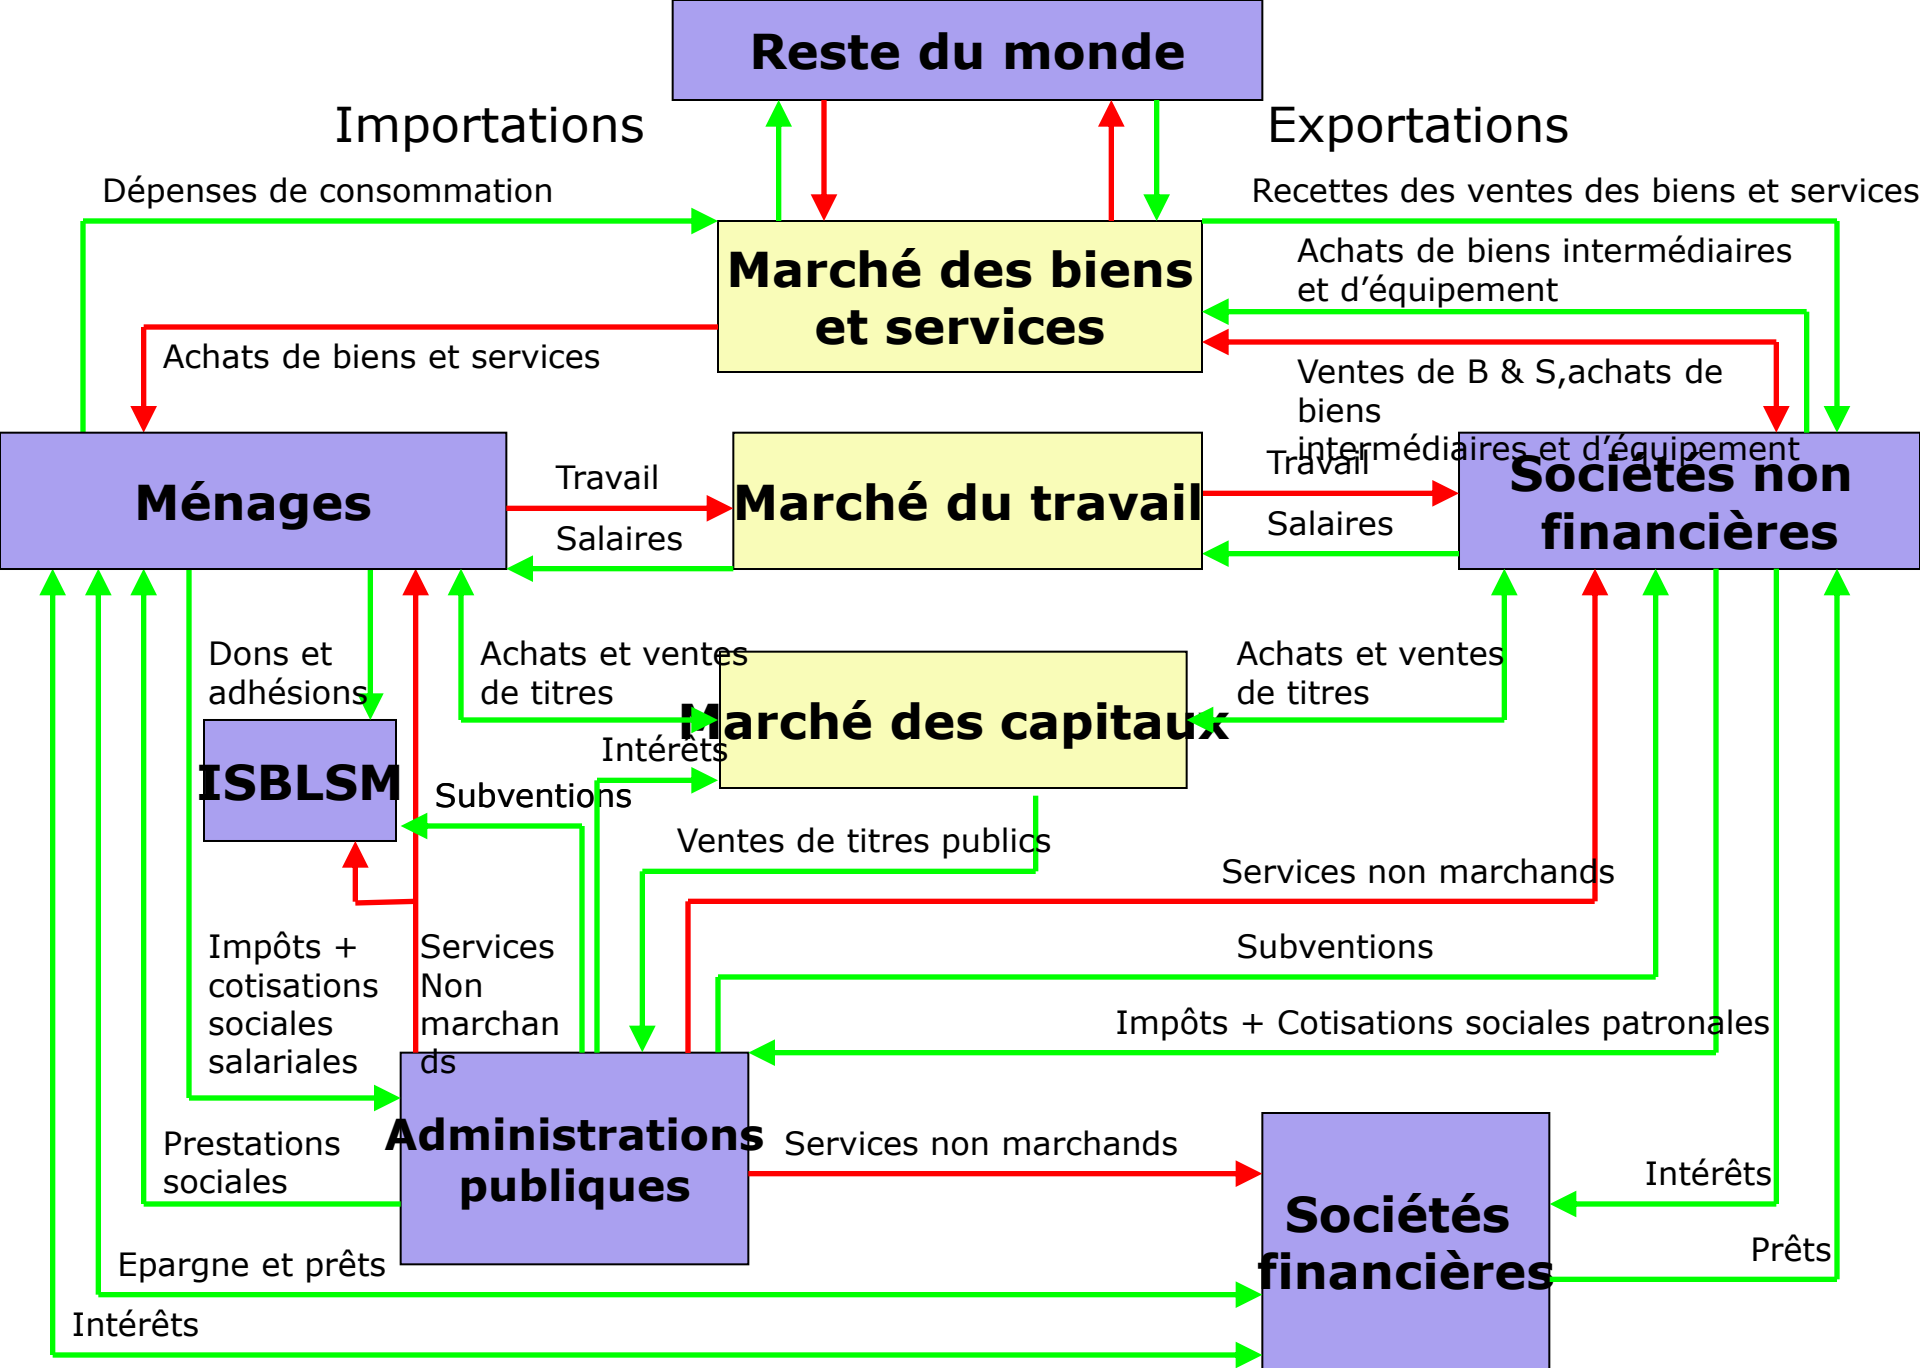 Reste du monde
Importations
Exportations
Dépenses de consommation
Recettes des ventes des biens et services
Marché des biens
et services
Achats de biens intermédiaires
et d’équipement
Achats de biens et services
Ventes de B & S,achats de
biens
intermédiaires et d’équipement
Ménages
Travail
Salaires
Marché du travail
Travail
Salaires
Sociétés non
financières
Dons et
adhésions
Achats et ventes
de titres
Marché des capitaux
Achats et ventes
de titres
Intérêts
ISBLSM
Subventions
Ventes de titres publics
Services non marchands
Impôts +
cotisations
sociales
salariales
Services
Non
marchan
ds
Subventions
Impôts + Cotisations sociales patronales
Administrations
publiques
Prestations
sociales
Services non marchands
Sociétés
financières
Intérêts
Prêts
Epargne et prêts
Intérêts